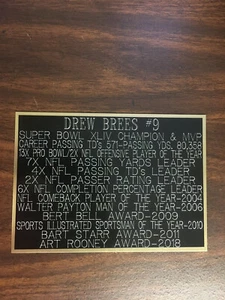 DREW BREES #9
SUPER BOWL XLIV CHAMPION & MVP
CAREER PASSING TD'S 571-PASSING YDS. 80,358
13X PRO BOWL/2X NFL OFFENSIVE PLAYER OF THE YEAR
7X NFL PASSING YARDS LEADER
4X NFL PASSING TD'S LEADER
2X NFL PASSER RATING LEADER
6X NFL COMPLETION PERCENTAGE LEADER
NFL COMEBACK PLAYER OF THE YEAR-2004
WALTER PAYTON MAN OF THE YEAR-2006
BERT BELL AWARD-2009
SPORTS ILLUSTRATED SPORTSMAN OF THE YEAR-2010
BART STARR AWARD-2011
ART ROONEY AWARD-2018